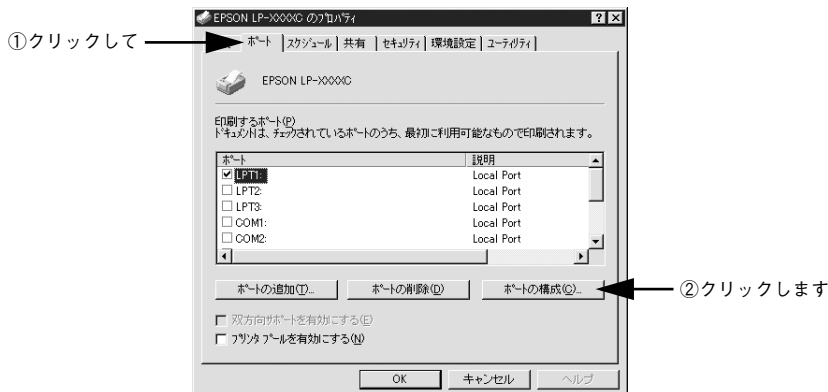 EPSON LP-XXXXC のプロパティ
①クリックして
ポート スケジュール 共有 セキュリティ 環境設定 ユーティリティ
EPSON LP-XXXXC
印刷するポート(P)
ドキュメントは、チェックされているポートのうち、最初に利用可能なもので印刷されます。
ポート 説明
LPT1: Local Port
LPT2: Local Port
LPT3: Local Port
COM1: Local Port
COM2: Local Port
ポートの追加(T)... ポートの削除(D) ポートの構成(C)...
②クリックします
双方向サポートを有効にする(E)
プリンタ プールを有効にする(N)
OK キャンセル ヘルプ